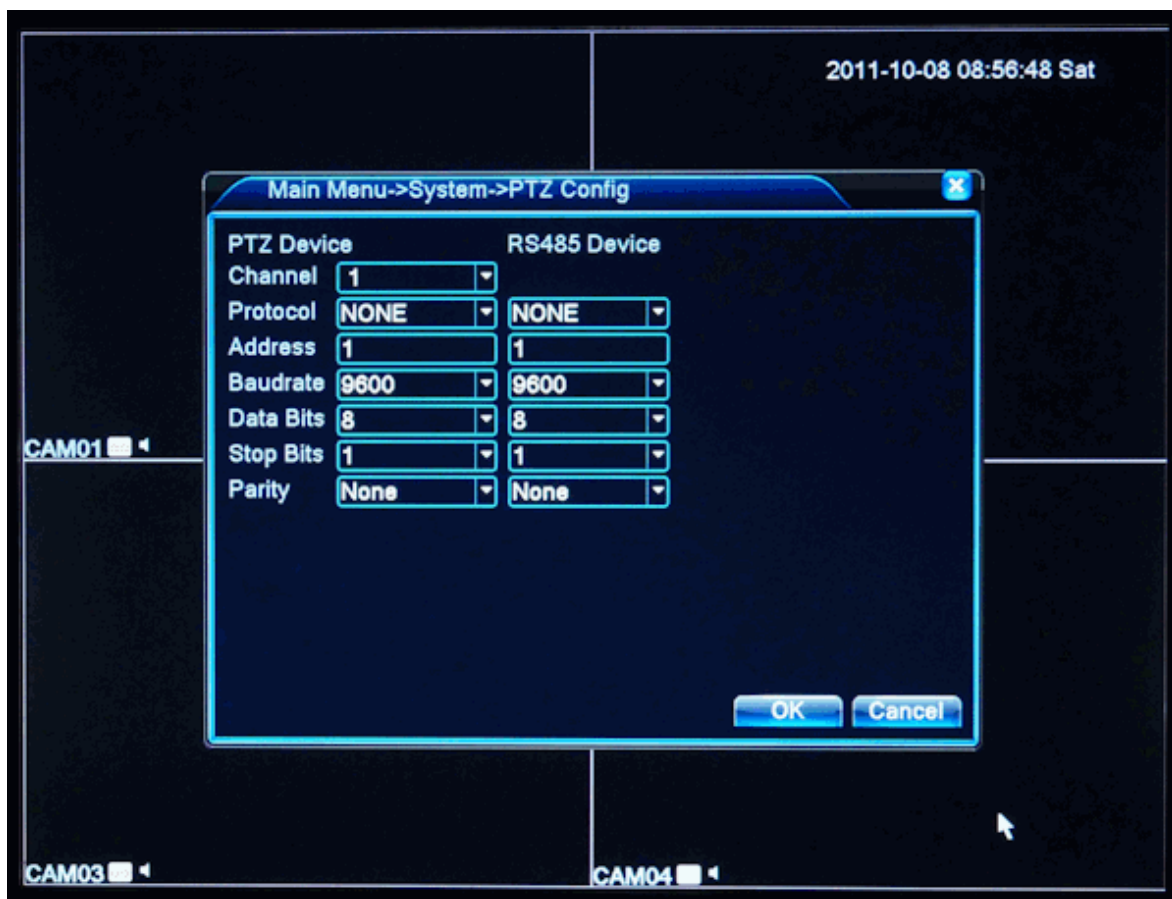 2011-10-08 08:56:48 Sat
Main Menu->System->PTZ Config
PTZ Device RS485 Device
Channel 1
Protocol NONE NONE
Address 1 1
Baudrate 9600 9600
Data Bits 8 8
Stop Bits 1 1
Parity None None
OK Cancel
CAM01
CAM03 CAM04